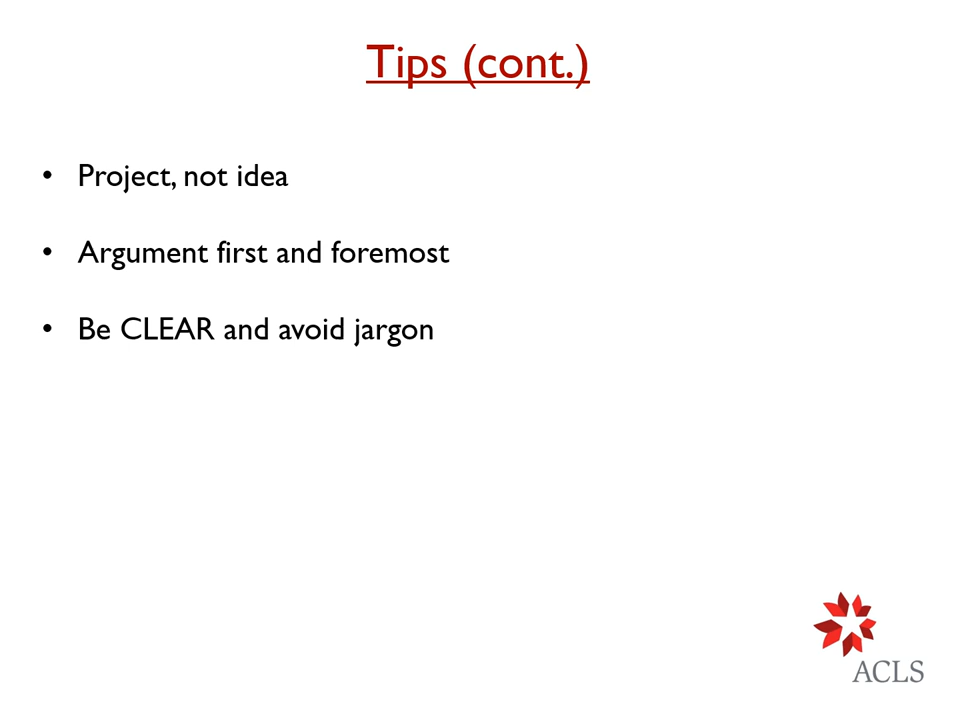 Tips (cont.)
• Project, not idea
• Argument first and foremost
• Be CLEAR and avoid jargon
ACLS